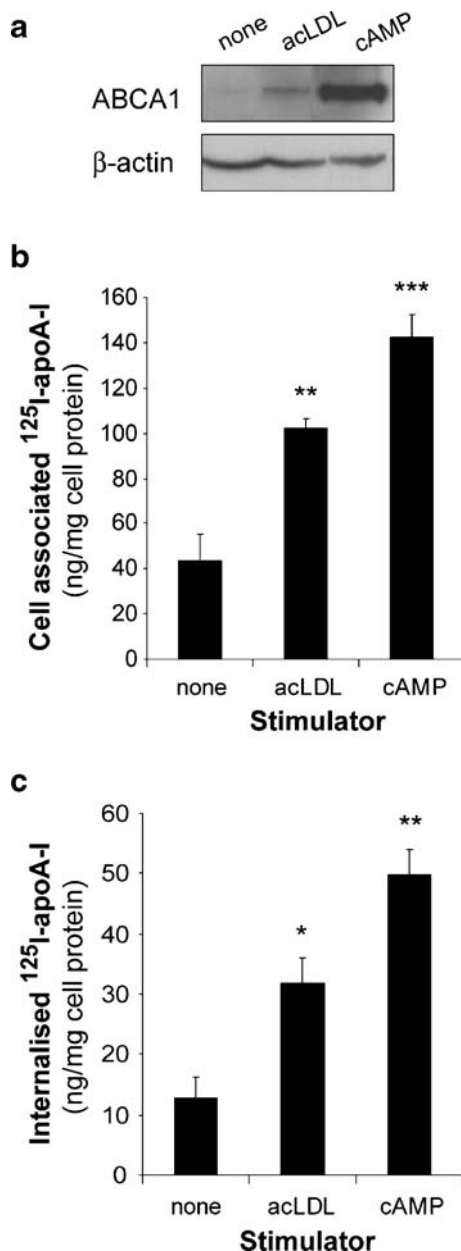 a
none acLDL cAMP
ABCA1
β-actin
b
Cell associated ¹²⁵I-apoA-I
(ng/mg cell protein)
160
140
120
100
80
60
40
20
0
**
***
none acLDL cAMP
Stimulator
c
Internalised ¹²⁵I-apoA-I
(ng/mg cell protein)
60
50
40
30
20
10
0
*
**
none acLDL cAMP
Stimulator